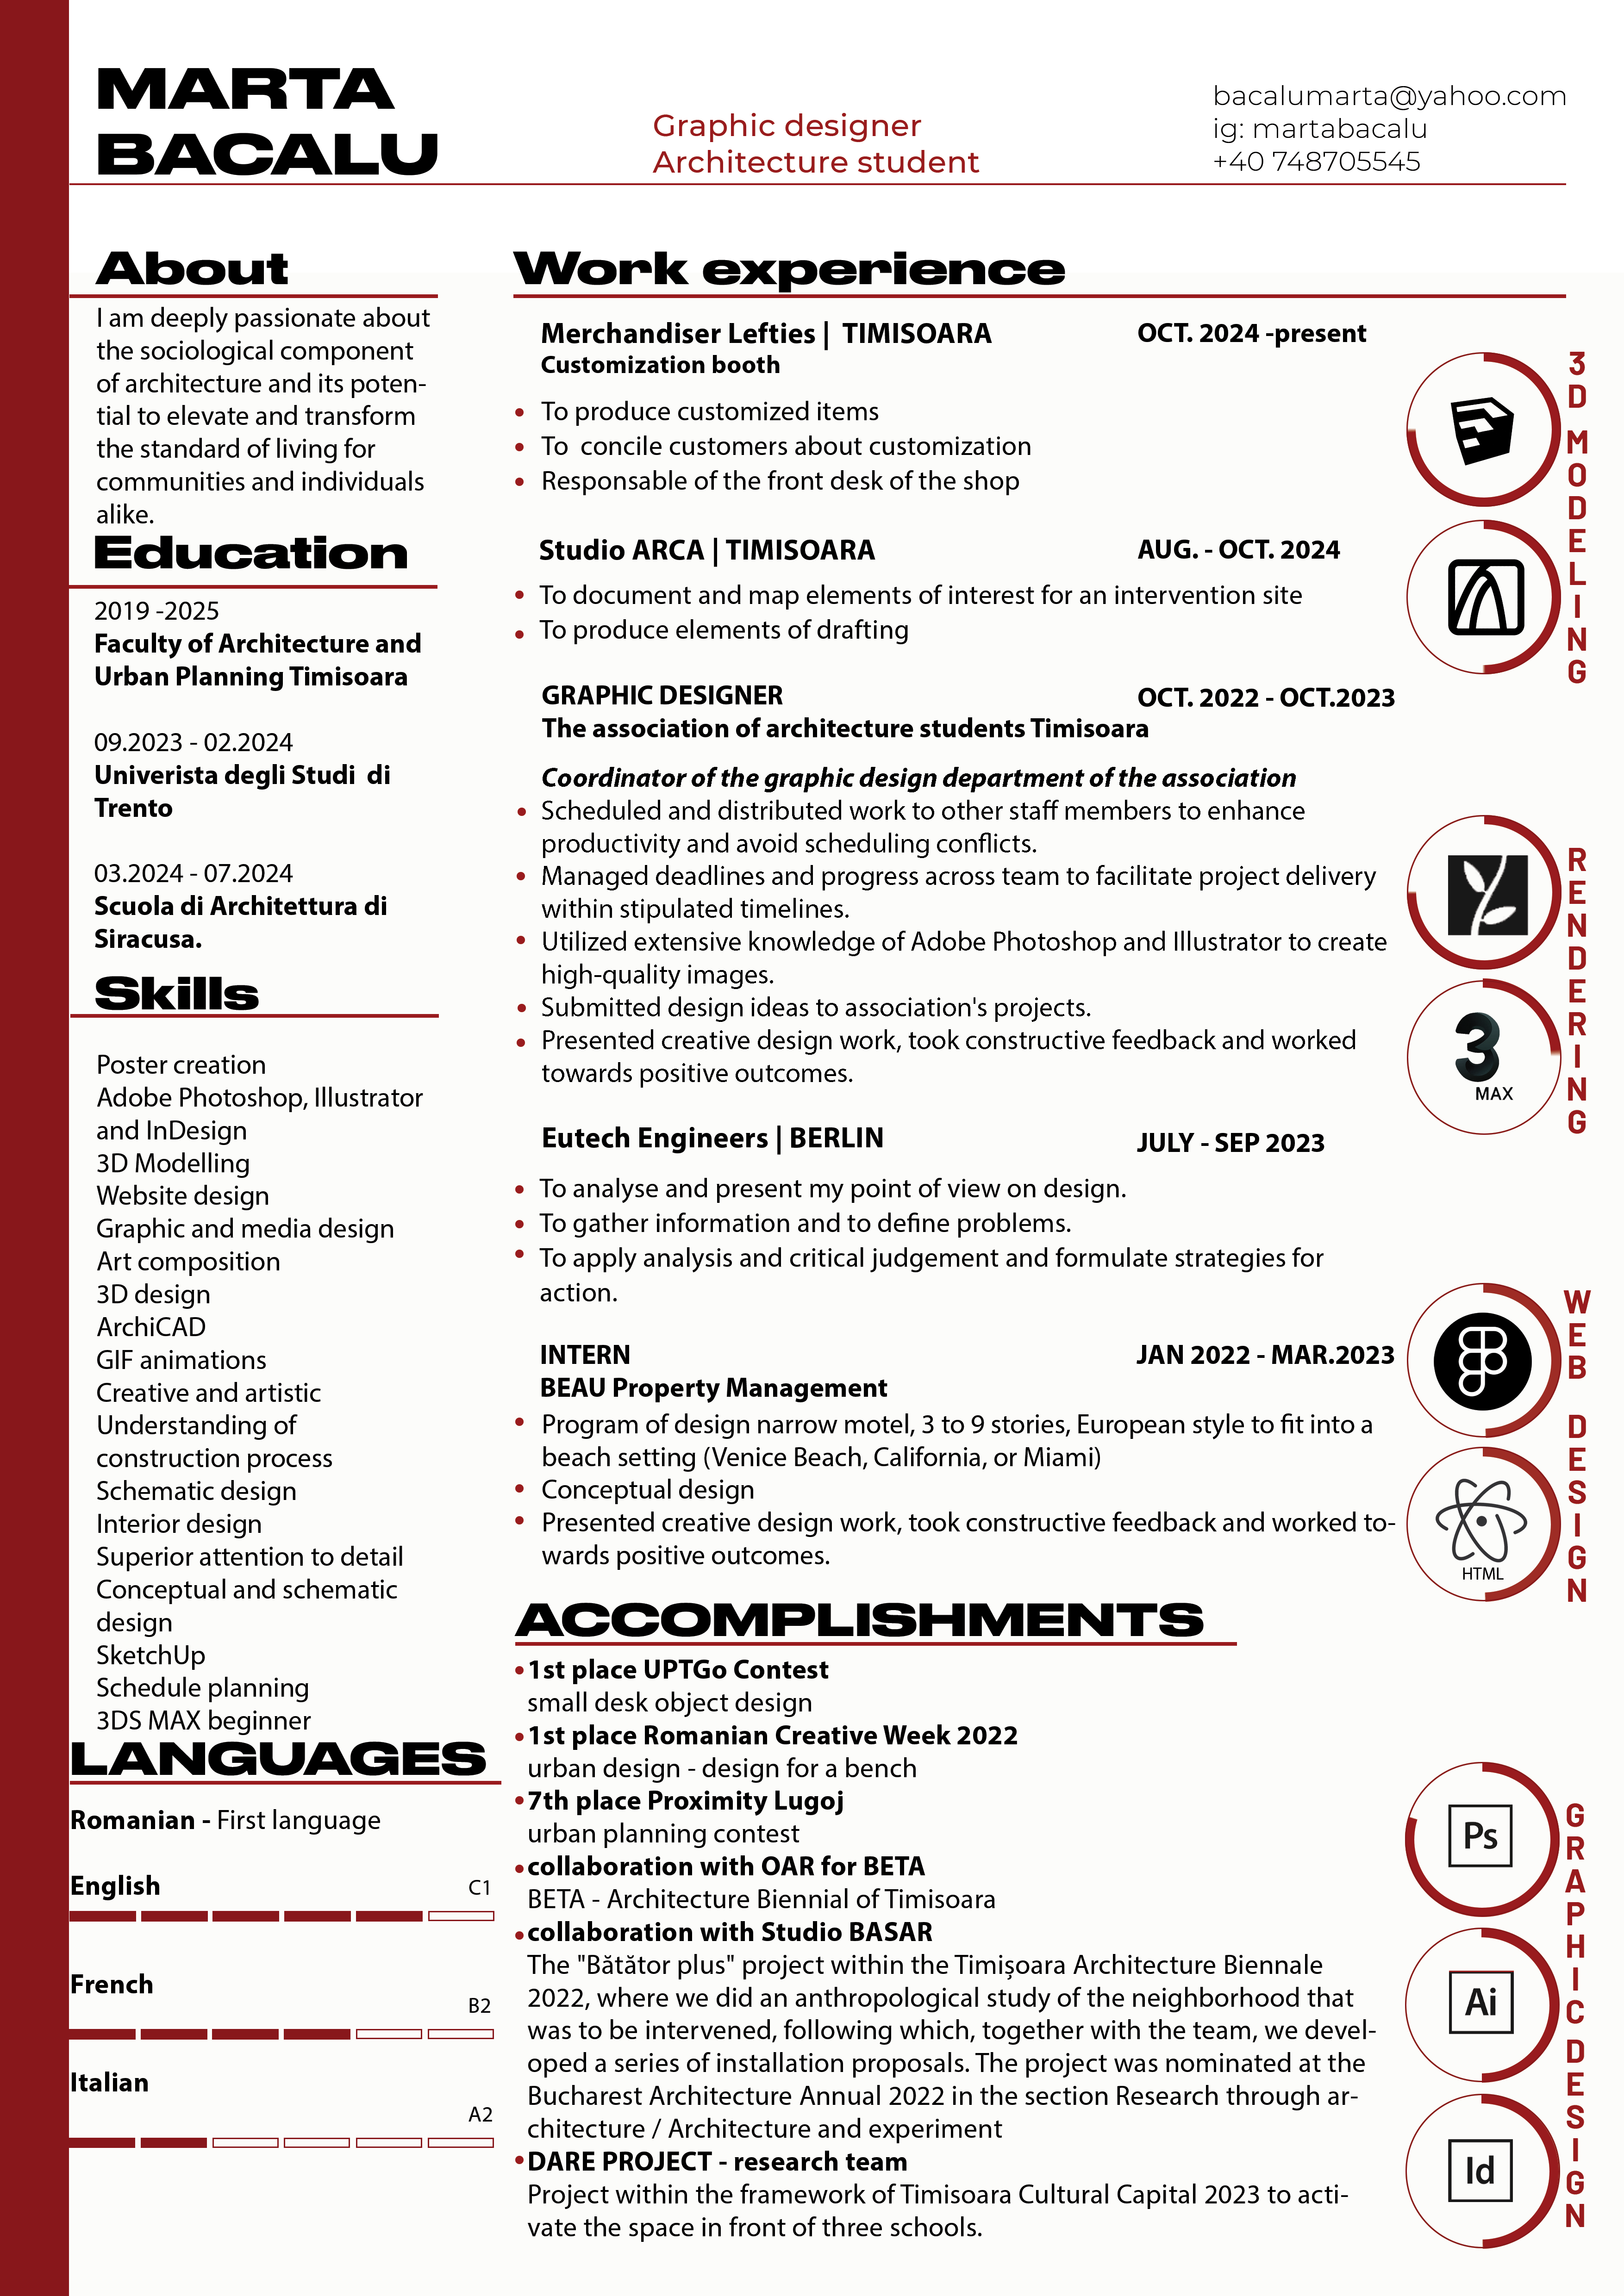 MARTA
BACALU
Graphic designer
Architecture student
bacalumarta@yahoo.com
ig: martabacalu
+40 748705545
About
I am deeply passionate about
the sociological component
of architecture and its poten-
tial to elevate and transform
the standard of living for
communities and individuals
alike.
Education
2019 -2025
Faculty of Architecture and
Urban Planning Timisoara
09.2023 - 02.2024
Univerista degli Studi  di
Trento
03.2024 - 07.2024
Scuola di Architettura di
Siracusa.
Skills
Poster creation
Adobe Photoshop, Illustrator
and InDesign
3D Modelling
Website design
Graphic and media design
Art composition
3D design
ArchiCAD
GIF animations
Creative and artistic
Understanding of
construction process
Schematic design
Interior design
Superior attention to detail
Conceptual and schematic
design
SketchUp
Schedule planning
3DS MAX beginner
LANGUAGES
Romanian - First language
English C1
French
B2
Italian
A2
Work experience
Merchandiser Lefties |  TIMISOARA OCT. 2024 -present
Customization booth
• To produce customized items
• To  concile customers about customization
• Responsable of the front desk of the shop
Studio ARCA | TIMISOARA AUG. - OCT. 2024
• To document and map elements of interest for an intervention site
• To produce elements of drafting
GRAPHIC DESIGNER OCT. 2022 - OCT.2023
The association of architecture students Timisoara
Coordinator of the graphic design department of the association
• Scheduled and distributed work to other staff members to enhance
productivity and avoid scheduling conflicts.
• Managed deadlines and progress across team to facilitate project delivery
within stipulated timelines.
• Utilized extensive knowledge of Adobe Photoshop and Illustrator to create
high-quality images.
• Submitted design ideas to association's projects.
• Presented creative design work, took constructive feedback and worked
towards positive outcomes.
Eutech Engineers | BERLIN JULY - SEP 2023
• To analyse and present my point of view on design.
• To gather information and to define problems.
• To apply analysis and critical judgement and formulate strategies for
action.
INTERN JAN 2022 - MAR.2023
BEAU Property Management
• Program of design narrow motel, 3 to 9 stories, European style to fit into a
beach setting (Venice Beach, California, or Miami)
• Conceptual design
• Presented creative design work, took constructive feedback and worked to-
wards positive outcomes.
ACCOMPLISHMENTS
• 1st place UPTGo Contest
small desk object design
• 1st place Romanian Creative Week 2022
urban design - design for a bench
• 7th place Proximity Lugoj
urban planning contest
• collaboration with OAR for BETA
BETA - Architecture Biennial of Timisoara
• collaboration with Studio BASAR
The "Bătător plus" project within the Timișoara Architecture Biennale
2022, where we did an anthropological study of the neighborhood that
was to be intervened, following which, together with the team, we devel-
oped a series of installation proposals. The project was nominated at the
Bucharest Architecture Annual 2022 in the section Research through ar-
chitecture / Architecture and experiment
• DARE PROJECT - research team
Project within the framework of Timisoara Cultural Capital 2023 to acti-
vate the space in front of three schools.
3D MODELING
RENDERING
3
MAX
WEB DESIGN
HTML
GRAPHIC DESIGN
Ps
Ai
Id